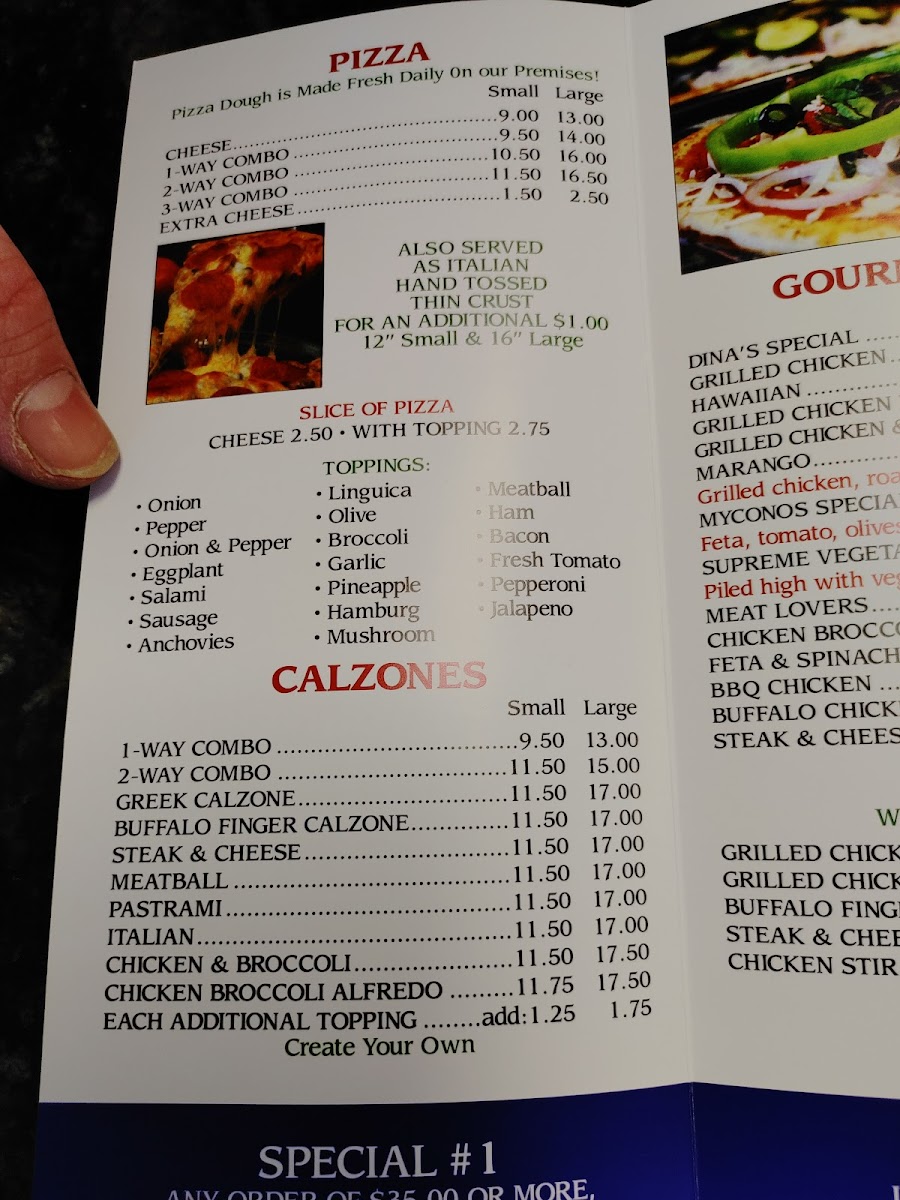 PIZZA
Pizza Dough is Made Fresh Daily On our Premises!
Small Large
CHEESE 9.00 13.00
1-WAY COMBO 9.50 14.00
2-WAY COMBO 10.50 16.00
3-WAY COMBO 11.50 16.50
EXTRA CHEESE 1.50 2.50
ALSO SERVED
AS ITALIAN
HAND TOSSED
THIN CRUST
FOR AN ADDITIONAL $1.00
12" Small & 16" Large
SLICE OF PIZZA
CHEESE 2.50 • WITH TOPPING 2.75
TOPPINGS:
• Onion
• Pepper
• Onion & Pepper
• Eggplant
• Salami
• Sausage
• Anchovies
• Linguica
• Olive
• Broccoli
• Garlic
• Pineapple
• Hamburg
• Mushroom
• Meatball
• Ham
• Bacon
• Fresh Tomato
• Pepperoni
• Jalapeno
CALZONES
Small Large
1-WAY COMBO 9.50 13.00
2-WAY COMBO 11.50 15.00
GREEK CALZONE 11.50 17.00
BUFFALO FINGER CALZONE 11.50 17.00
STEAK & CHEESE 11.50 17.00
MEATBALL 11.50 17.00
PASTRAMI 11.50 17.00
ITALIAN 11.50 17.00
CHICKEN & BROCCOLI 11.50 17.50
CHICKEN BROCCOLI ALFREDO 11.75 17.50
EACH ADDITIONAL TOPPING add: 1.25 1.75
Create Your Own
SPECIAL #1
ANY ORDER OF $35.00 OR MORE,
GOUR
DINA'S SPECIAL
GRILLED CHICKEN
HAWAIIAN
GRILLED CHICKEN
GRILLED CHICKEN &
MARANGO
Grilled chicken, roa
MYCONOS SPECIA
Feta, tomato, olives
SUPREME VEGETA
Piled high with veg
MEAT LOVERS
CHICKEN BROCCO
FETA & SPINACH
BBQ CHICKEN
BUFFALO CHICK
STEAK & CHEES
W
GRILLED CHICK
GRILLED CHICK
BUFFALO FING
STEAK & CHEE
CHICKEN STIR